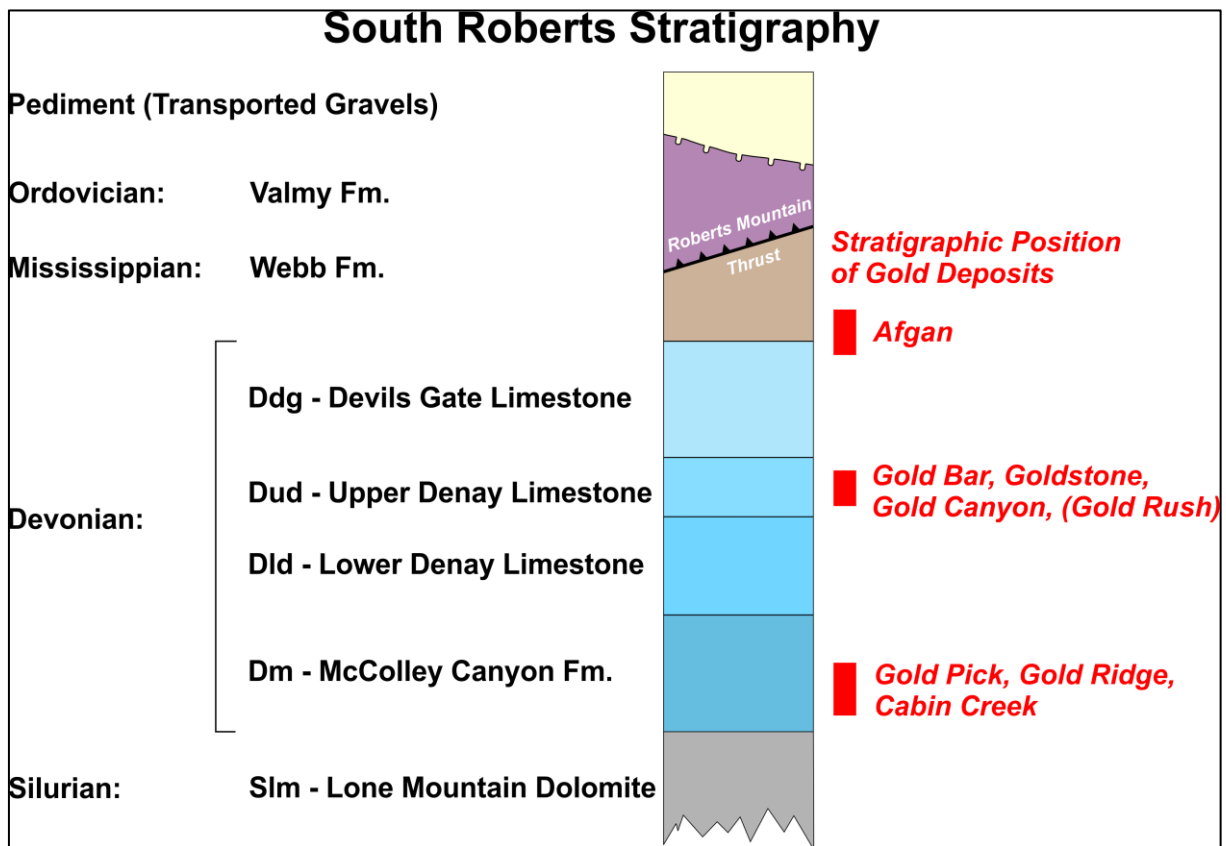 South Roberts Stratigraphy
Pediment (Transported Gravels)
Ordovician: Valmy Fm.
Roberts Mountain
Mississippian: Webb Fm.
Thrust
Stratigraphic Position
of Gold Deposits
Afgan
Ddg - Devils Gate Limestone
Devonian:
Dud - Upper Denay Limestone
Gold Bar, Goldstone,
Gold Canyon, (Gold Rush)
Dld - Lower Denay Limestone
Dm - McColley Canyon Fm.
Gold Pick, Gold Ridge,
Cabin Creek
Silurian: Slm - Lone Mountain Dolomite